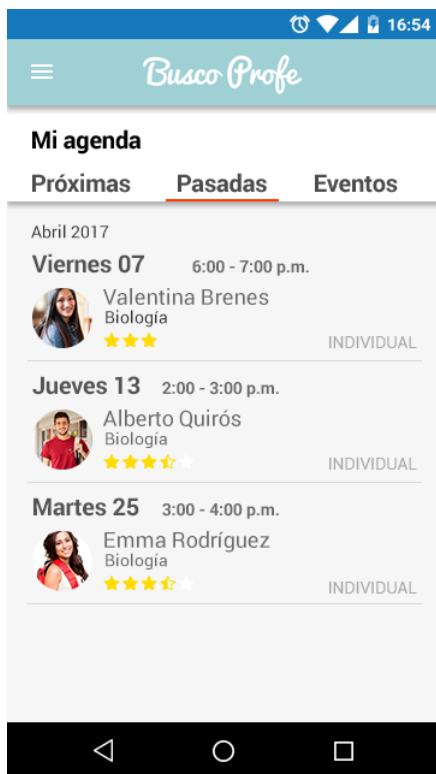 16:54
Busco Profe
Mi agenda
Próximas Pasadas Eventos
Abril 2017
Viernes 07 6:00 - 7:00 p.m.
Valentina Brenes
Biología
INDIVIDUAL
Jueves 13 2:00 - 3:00 p.m.
Alberto Quirós
Biología
INDIVIDUAL
Martes 25 3:00 - 4:00 p.m.
Emma Rodríguez
Biología
INDIVIDUAL